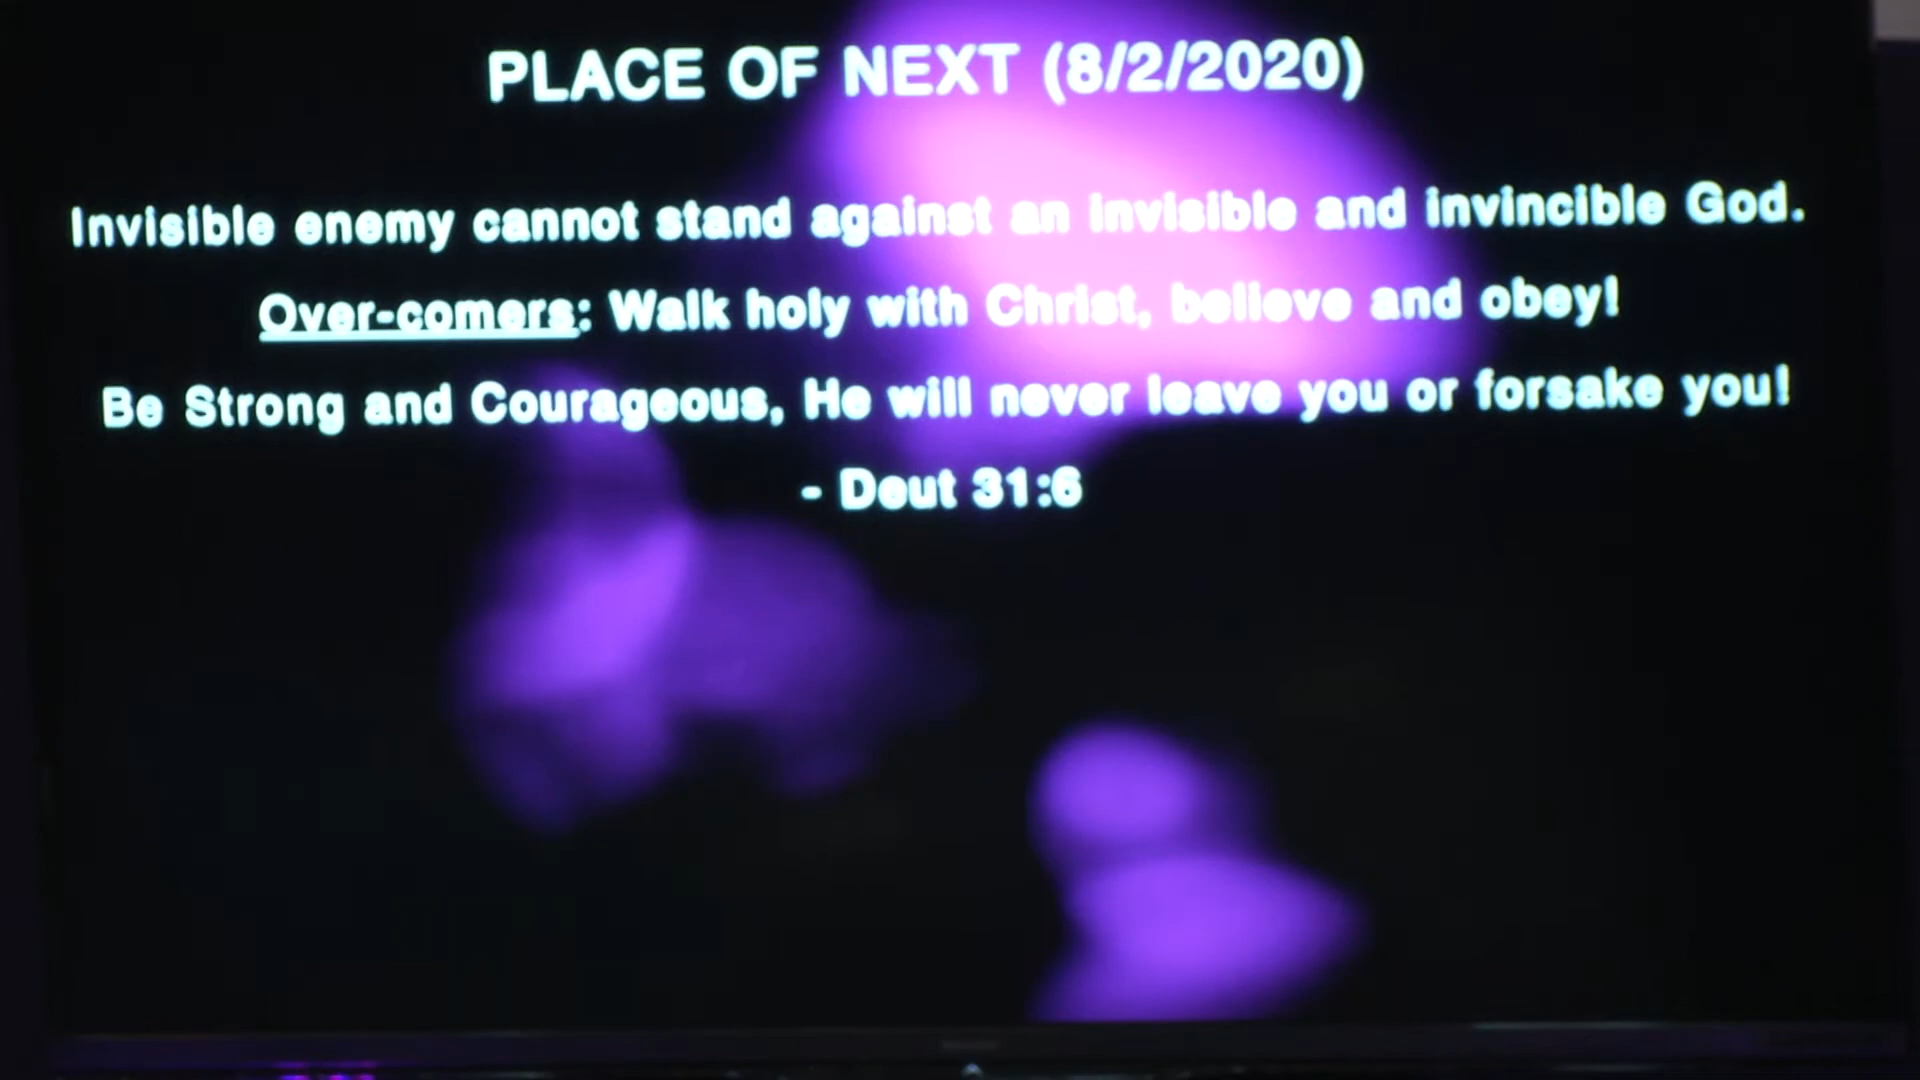 PLACE OF NEXT (8/2/2020)
Invisible enemy cannot stand against an invisible and invincible God.
Over-comers: Walk holy with Christ, believe and obey!
Be Strong and Courageous, He will never leave you or forsake you!
- Deut 31:6